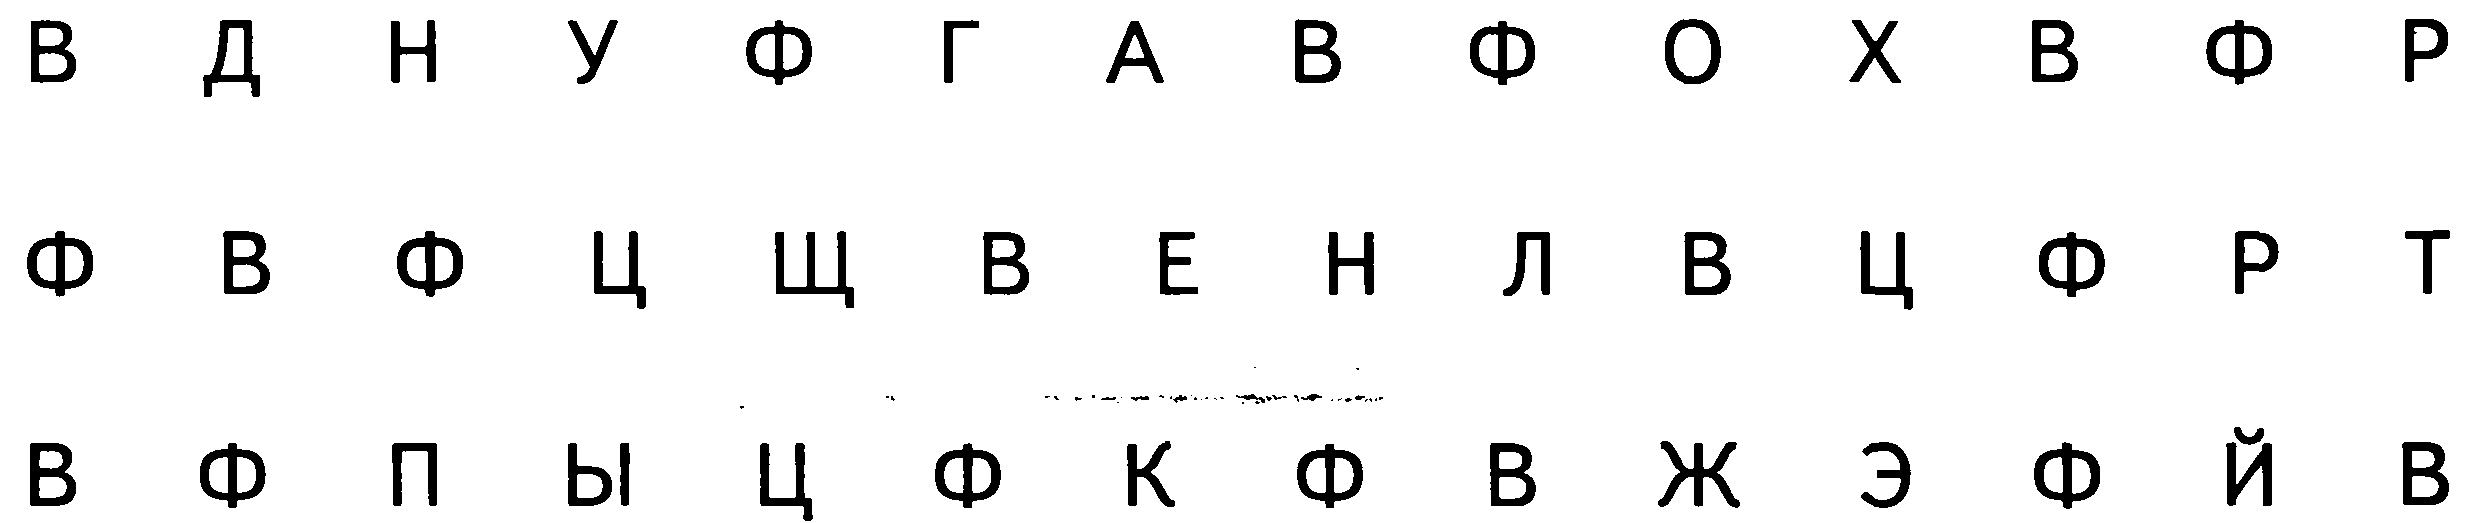 В Д Н У Ф Г А В Ф О Х В Ф Р
Ф В Ф Ц Щ В Е Н Л В Ц Ф Р Т
В Ф П Ы Ц Ф К Ф В Ж Э Ф Й В